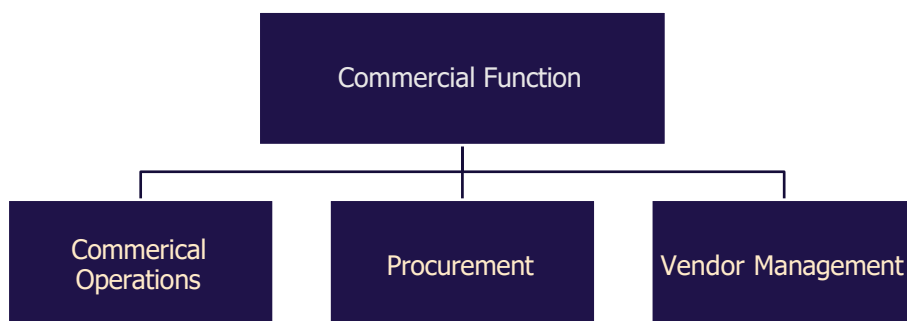 Commercial Function
Commerical
Operations
Procurement
Vendor Management